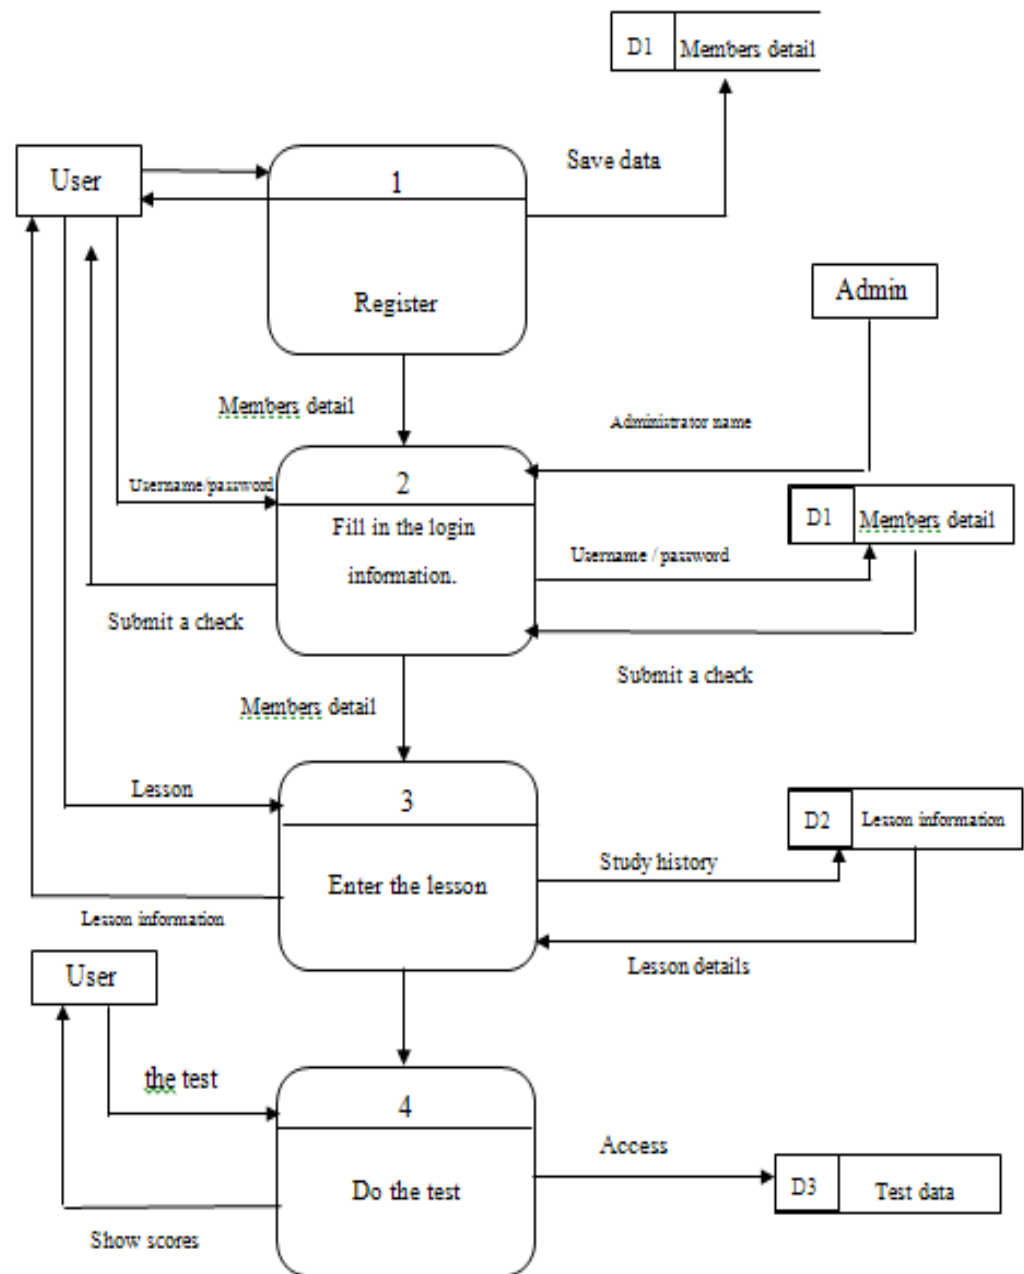 D1
Members detail
Save data
User
1
Register
Admin
Members detail
Administrator name
Username/password
2
Fill in the login
information.
D1
Members detail
Username / password
Submit a check
Submit a check
Members detail
Lesson
3
Enter the lesson
D2
Lesson information
Study history
Lesson information
Lesson details
User
the test
4
Do the test
Access
D3
Test data
Show scores